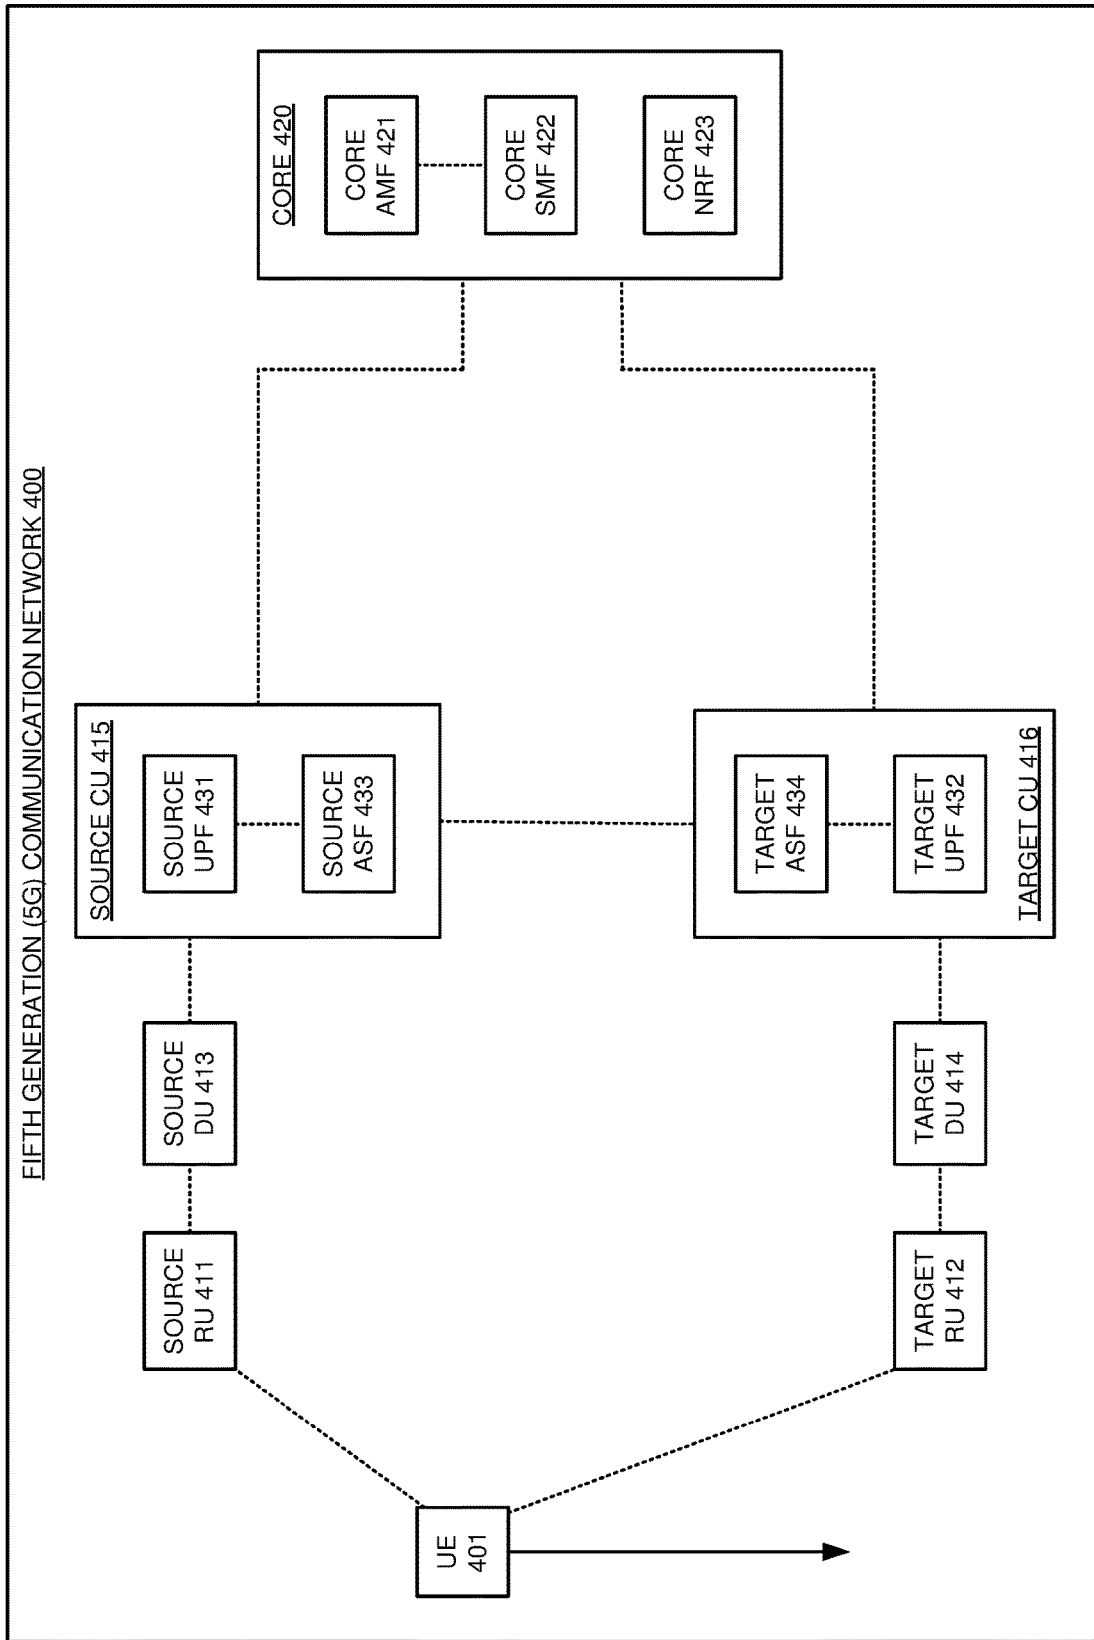 FIFTH GENERATION (5G) COMMUNICATION NETWORK 400
UE
401
SOURCE
RU 411
SOURCE
DU 413
SOURCE CU 415
SOURCE
UPF 431
SOURCE
ASF 433
TARGET
RU 412
TARGET
DU 414
TARGET
ASF 434
TARGET
UPF 432
TARGET CU 416
CORE 420
CORE
AMF 421
CORE
SMF 422
CORE
NRF 423